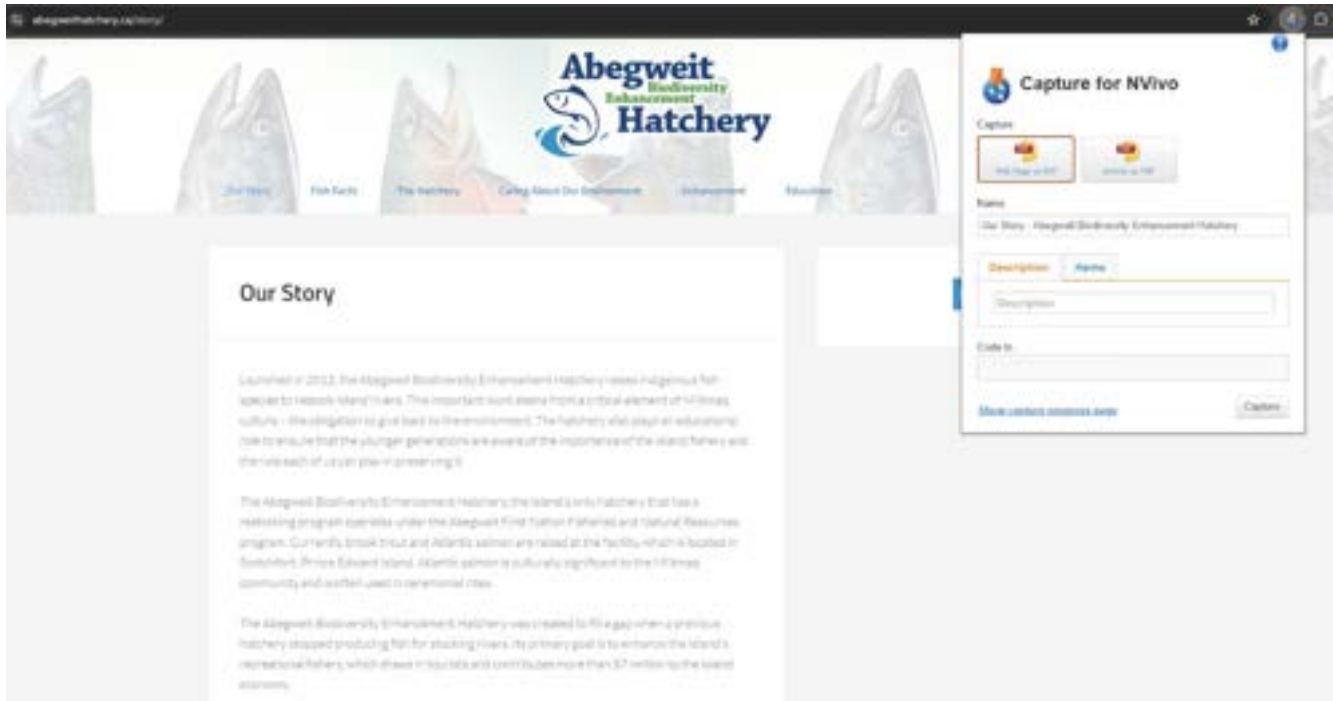 abegweithatchery.ca/story/
Abegweit
Biodiversity
Enhancement
Hatchery
Our Story Fish Facts The Hatchery Caring About Our Environment Enhancement Education
Our Story
Launched in 2012, the Abegweit Biodiversity Enhancement Hatchery raises indigenous fish
species to restock Island rivers. This important work stems from a critical element of Mi'kmaq
culture – the obligation to give back to the environment. The hatchery also plays an educational
role to ensure that the younger generations are aware of the importance of the island fishery and
the role each of us can play in preserving it.
The Abegweit Biodiversity Enhancement Hatchery, the Island's only hatchery that has a
restocking program operates under the Abegweit First Nation Fisheries and Natural Resources
program. Currently, brook trout and Atlantic salmon are raised at the facility which is located in
Scotchfort, Prince Edward Island. Atlantic salmon is culturally significant to the Mi'kmaq
community and is often used in ceremonial rites.
The Abegweit Biodiversity Enhancement Hatchery was created to fill a gap when a previous
hatchery stopped producing fish for stocking rivers. Its primary goal is to enhance the Island's
recreational fishery, which draws in tourists and contributes more than $7 million to the Island
economy.
Capture for NVivo
Capture
Web Page as PDF Article as PDF
Name
Our Story - Abegweit Biodiversity Enhancement Hatchery
Description Memo
Description
Code In
Capture